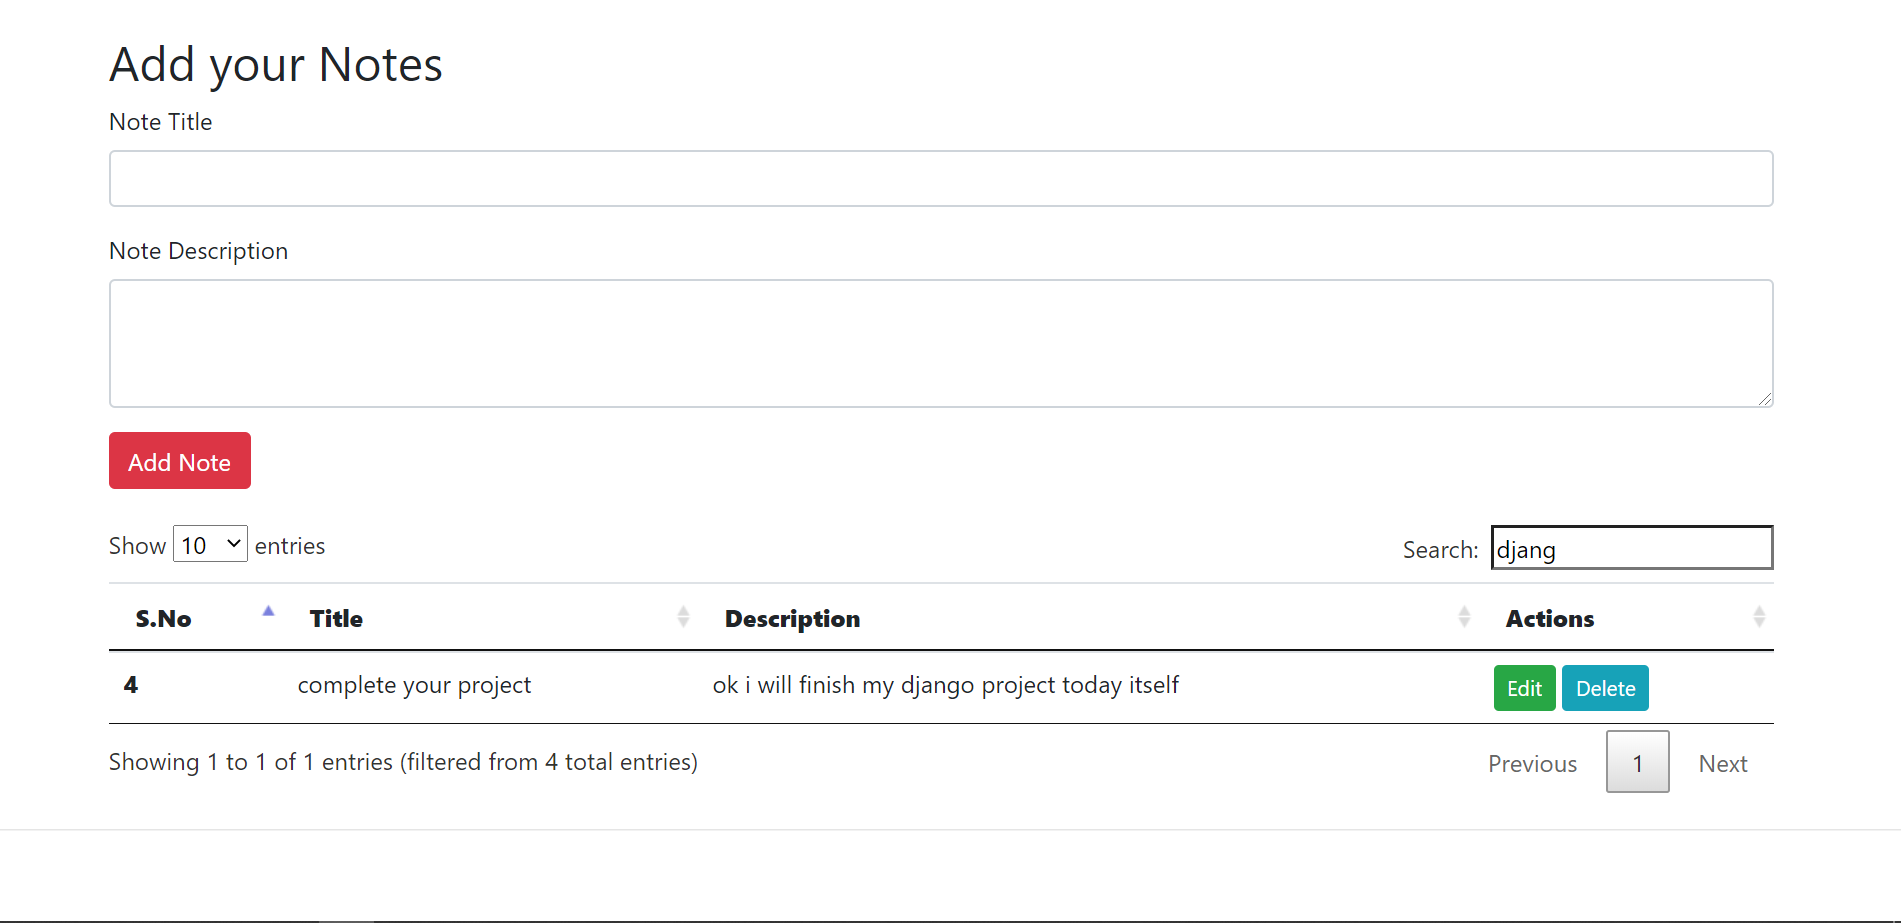 Add your Notes
Note Title
Note Description
Add Note
Show 10 entries Search: djang
S.No Title Description Actions
4 complete your project ok i will finish my django project today itself Edit Delete
Showing 1 to 1 of 1 entries (filtered from 4 total entries) Previous 1 Next